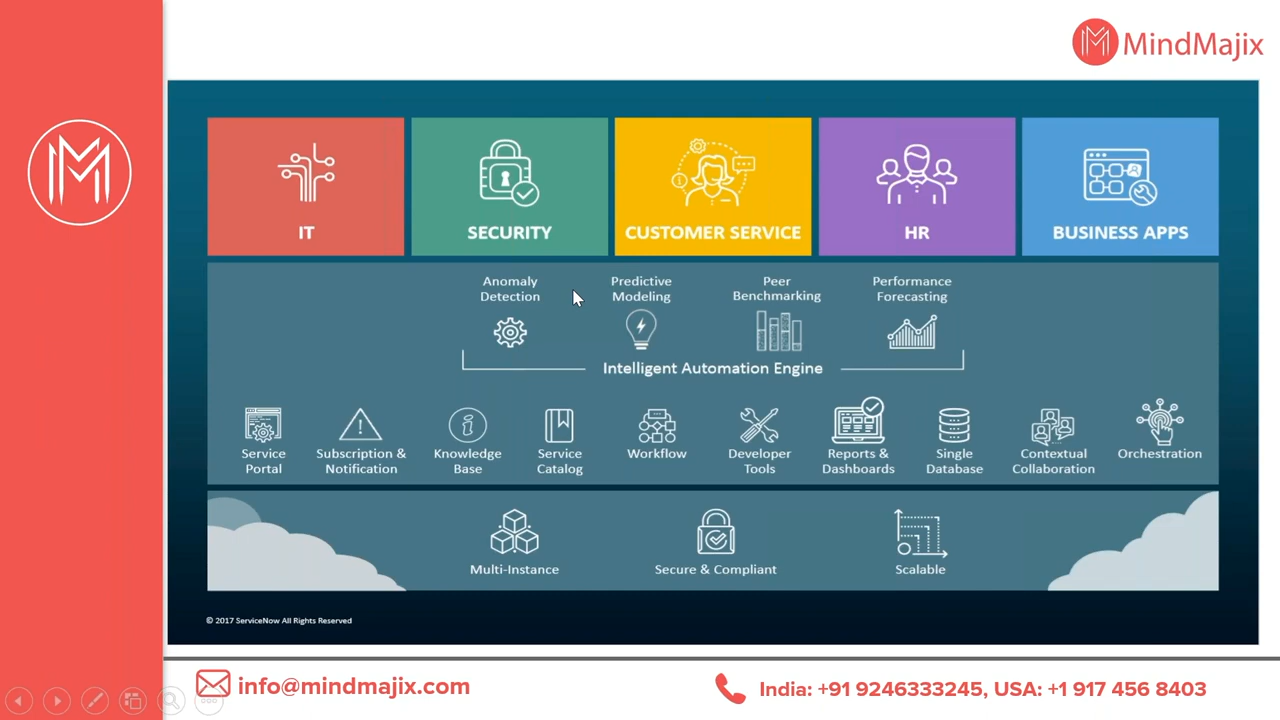 MindMajix
IT
SECURITY
CUSTOMER SERVICE
HR
BUSINESS APPS
Anomaly
Detection
Predictive
Modeling
Peer
Benchmarking
Performance
Forecasting
Intelligent Automation Engine
Service
Portal
Subscription &
Notification
Knowledge
Base
Service
Catalog
Workflow
Developer
Tools
Reports &
Dashboards
Single
Database
Contextual
Collaboration
Orchestration
Multi-Instance
Secure & Compliant
Scalable
© 2017 ServiceNow All Rights Reserved
info@mindmajix.com
India: +91 9246333245, USA: +1 917 456 8403